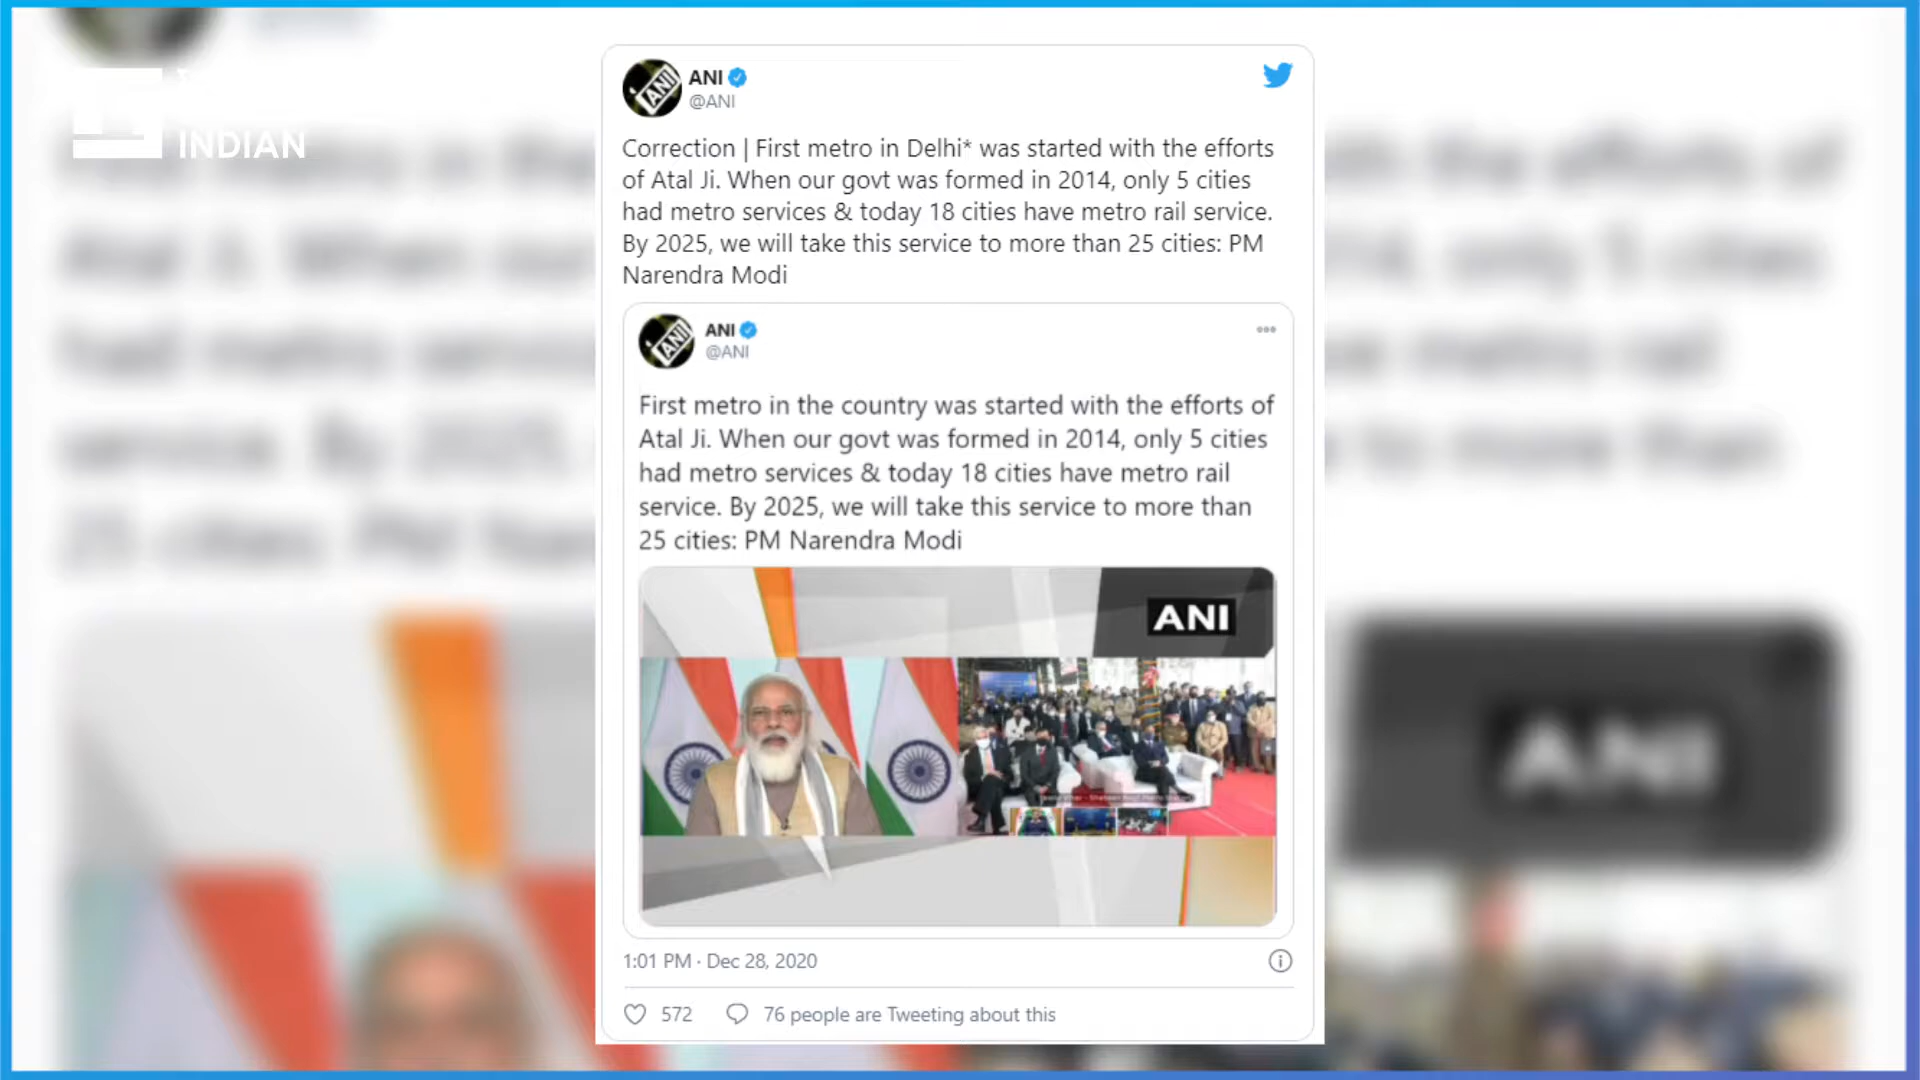 INDIAN
ANI
@ANI
Correction | First metro in Delhi* was started with the efforts
of Atal Ji. When our govt was formed in 2014, only 5 cities
had metro services & today 18 cities have metro rail service.
By 2025, we will take this service to more than 25 cities: PM
Narendra Modi
ANI
@ANI
First metro in the country was started with the efforts of
Atal Ji. When our govt was formed in 2014, only 5 cities
had metro services & today 18 cities have metro rail
service. By 2025, we will take this service to more than
25 cities: PM Narendra Modi
ANI
1:01 PM · Dec 28, 2020
572
76 people are Tweeting about this